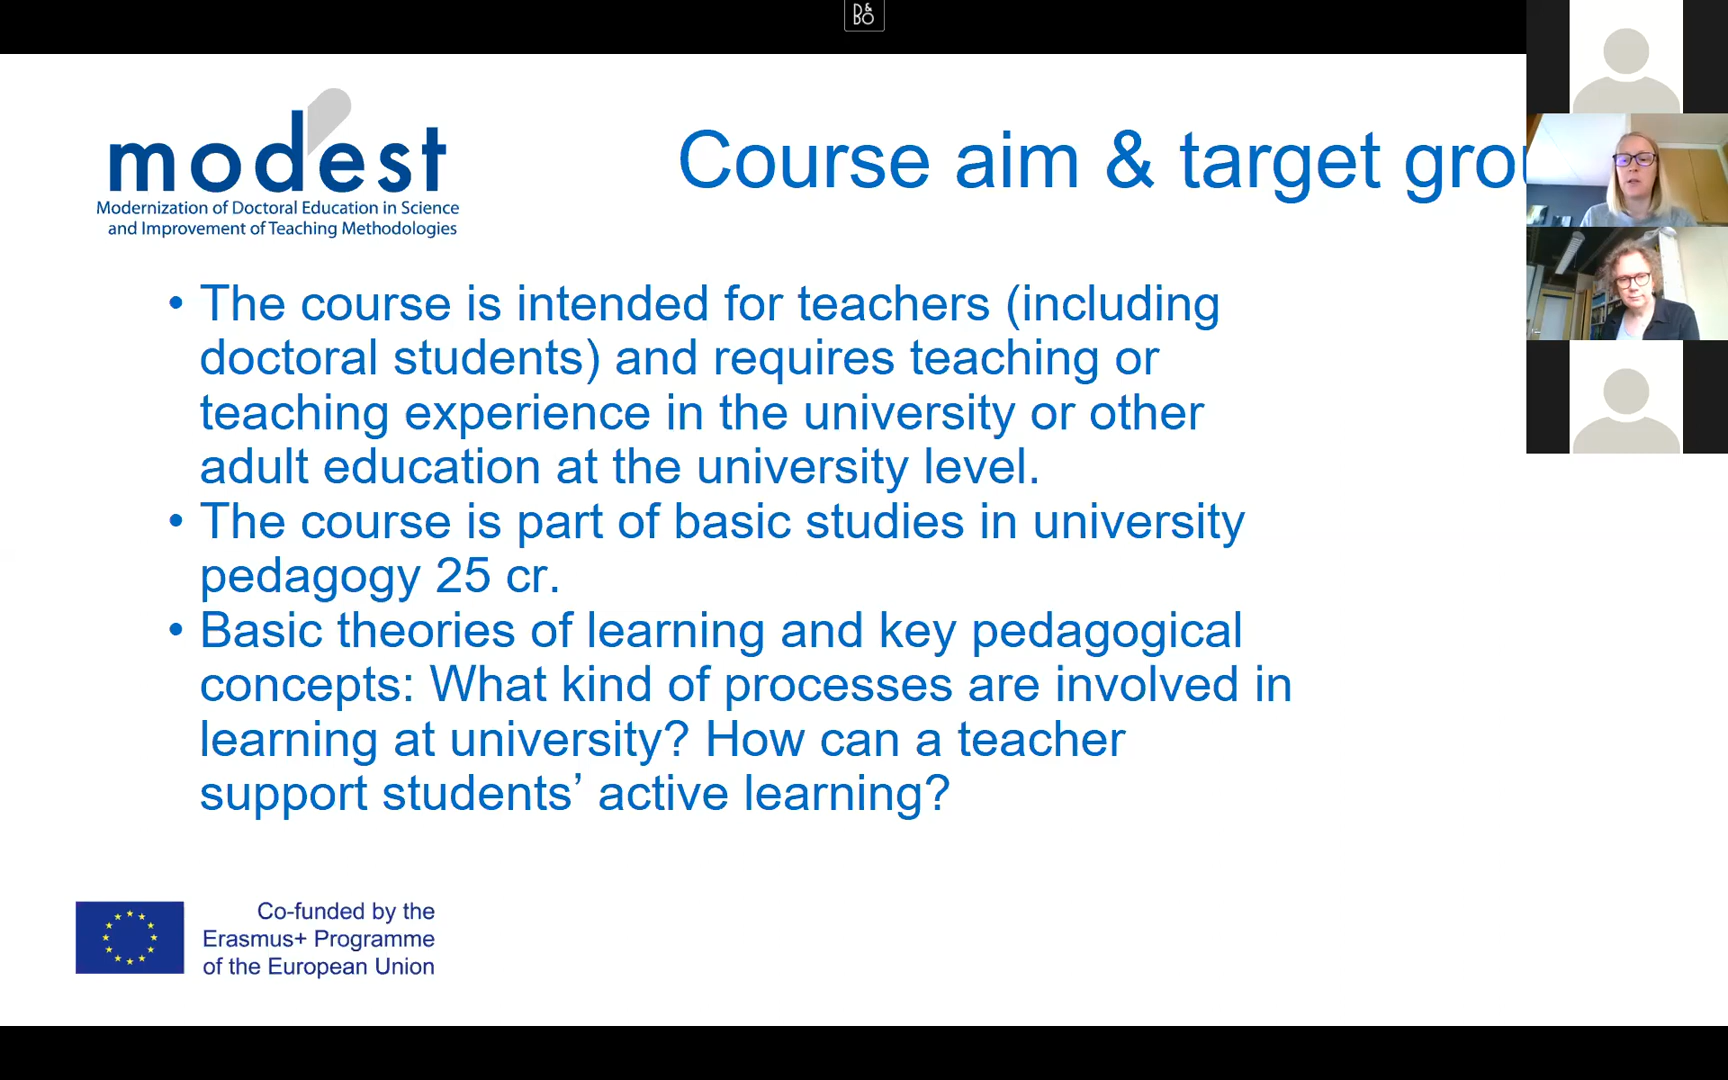 B&
BO
modest
Modernization of Doctoral Education in Science
and Improvement of Teaching Methodologies
Course aim & target grou
• The course is intended for teachers (including
doctoral students) and requires teaching or
teaching experience in the university or other
adult education at the university level.
• The course is part of basic studies in university
pedagogy 25 cr.
• Basic theories of learning and key pedagogical
concepts: What kind of processes are involved in
learning at university? How can a teacher
support students’ active learning?
Co-funded by the
Erasmus+ Programme
of the European Union